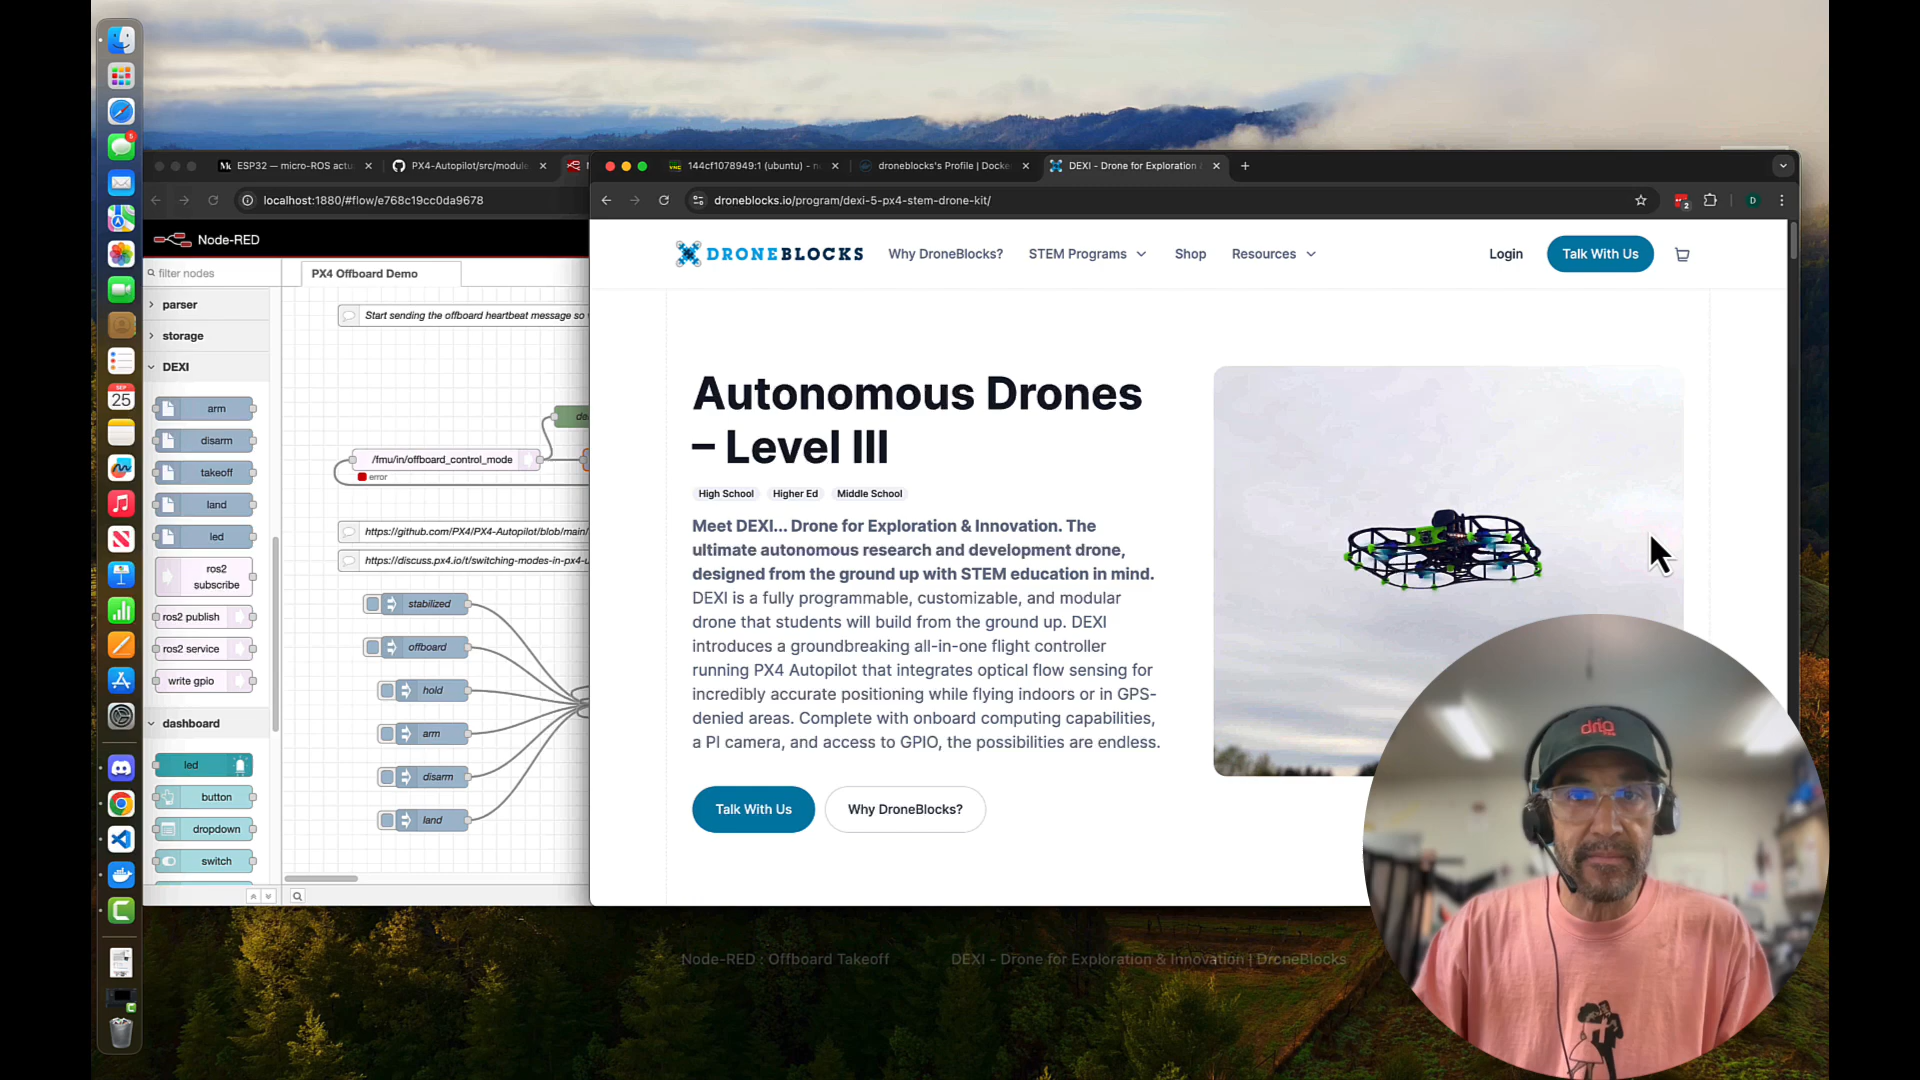 5
SEP
25
ESP32 — micro-ROS actu
PX4-Autopilot/src/module
localhost:1880/#flow/e768c19cc0da9678
Node-RED
filter nodes
parser
storage
DEXI
arm
disarm
takeoff
land
led
ros2
subscribe
ros2 publish
ros2 service
write gpio
dashboard
led
button
dropdown
switch
PX4 Offboard Demo
Start sending the offboard heartbeat message so
/fmu/in/offboard_control_mode
error
https://github.com/PX4/PX4-Autopilot/blob/main/
https://discuss.px4.io/t/switching-modes-in-px4-u
stabilized
offboard
hold
arm
disarm
land
144cf1078949:1 (ubuntu) - n
droneblocks's Profile | Docke
DEXI - Drone for Exploration
droneblocks.io/program/dexi-5-px4-stem-drone-kit/
2
D
DRONEBLOCKS
Why DroneBlocks?
STEM Programs
Shop
Resources
Login
Talk With Us
Autonomous Drones
– Level III
High School
Higher Ed
Middle School
Meet DEXI... Drone for Exploration & Innovation. The
ultimate autonomous research and development drone,
designed from the ground up with STEM education in mind.
DEXI is a fully programmable, customizable, and modular
drone that students will build from the ground up. DEXI
introduces a groundbreaking all-in-one flight controller
running PX4 Autopilot that integrates optical flow sensing for
incredibly accurate positioning while flying indoors or in GPS-
denied areas. Complete with onboard computing capabilities,
a PI camera, and access to GPIO, the possibilities are endless.
Talk With Us
Why DroneBlocks?
Node-RED : Offboard Takeoff
DEXI - Drone for Exploration & Innovation | DroneBlocks
drip